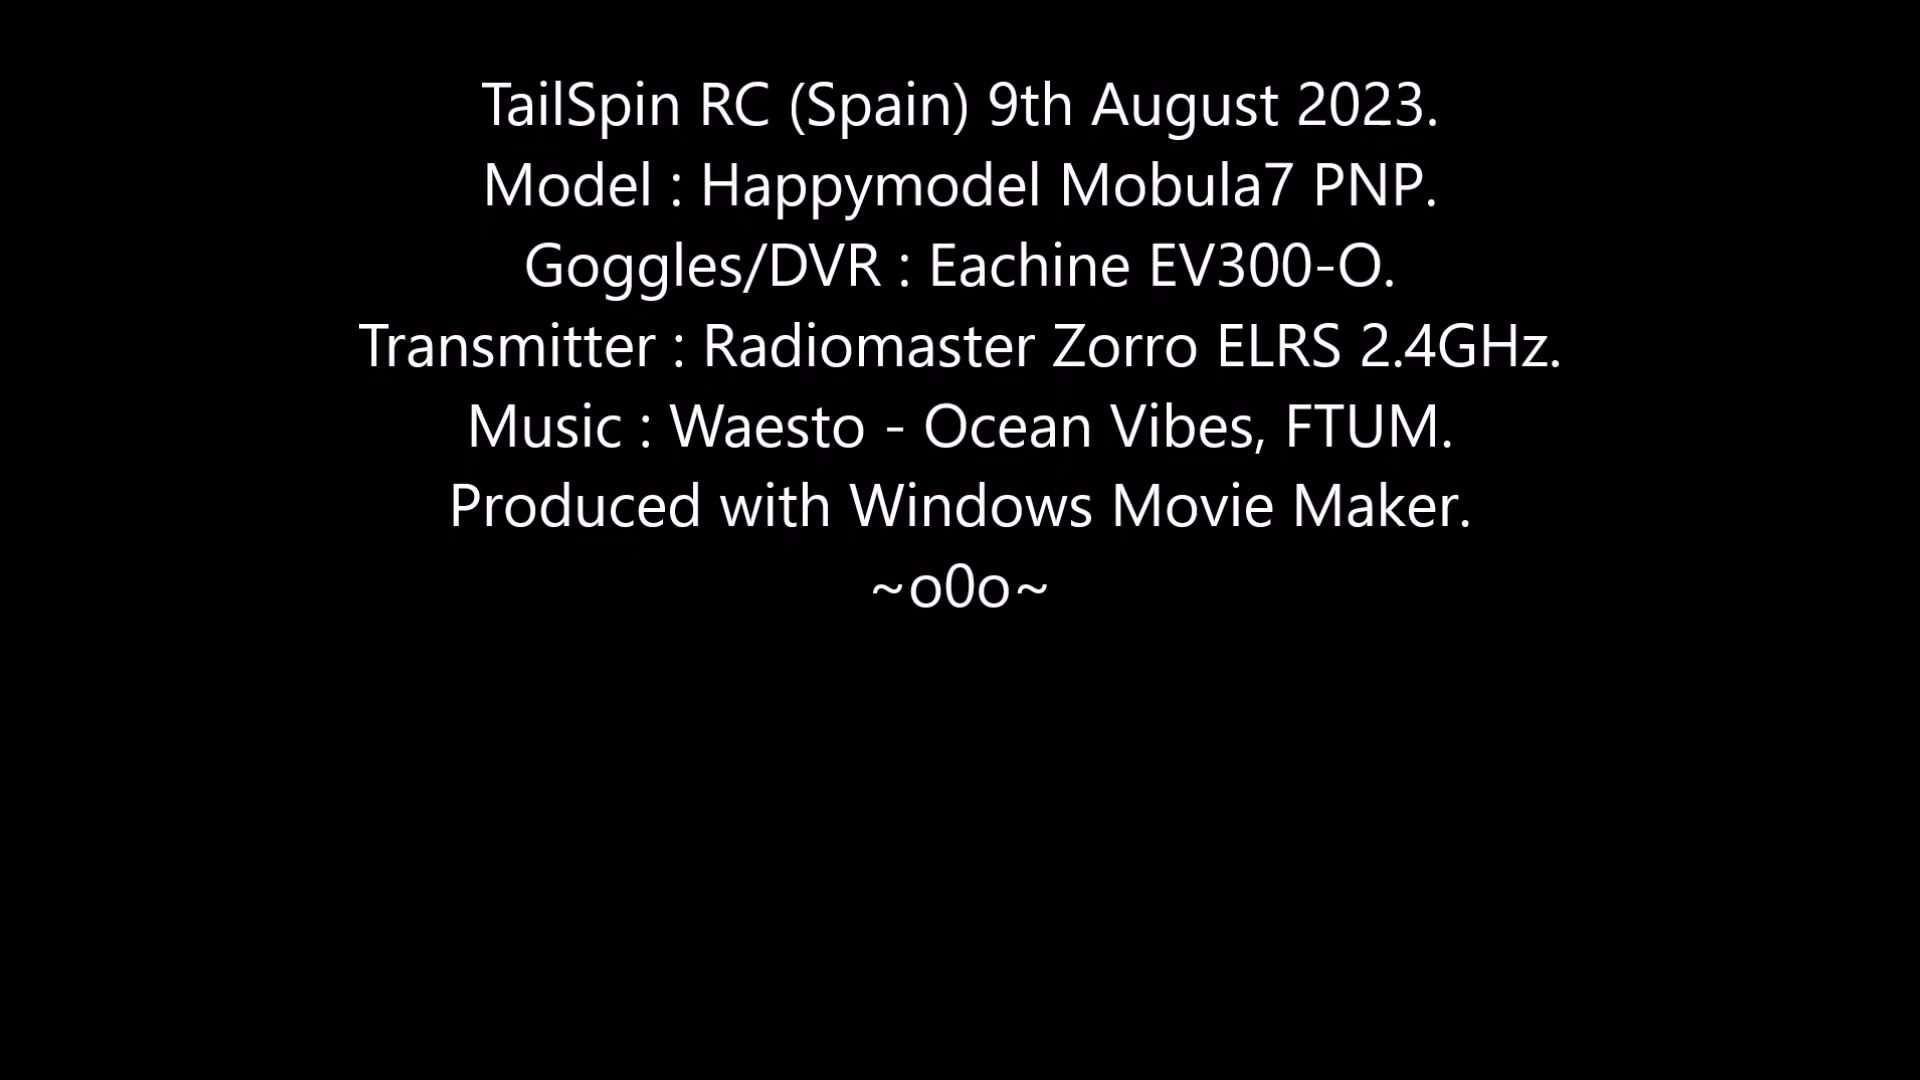 TailSpin RC (Spain) 9th August 2023.
Model : Happymodel Mobula7 PNP.
Goggles/DVR : Eachine EV300-O.
Transmitter : Radiomaster Zorro ELRS 2.4GHz.
Music : Waesto - Ocean Vibes, FTUM.
Produced with Windows Movie Maker.
~o0o~